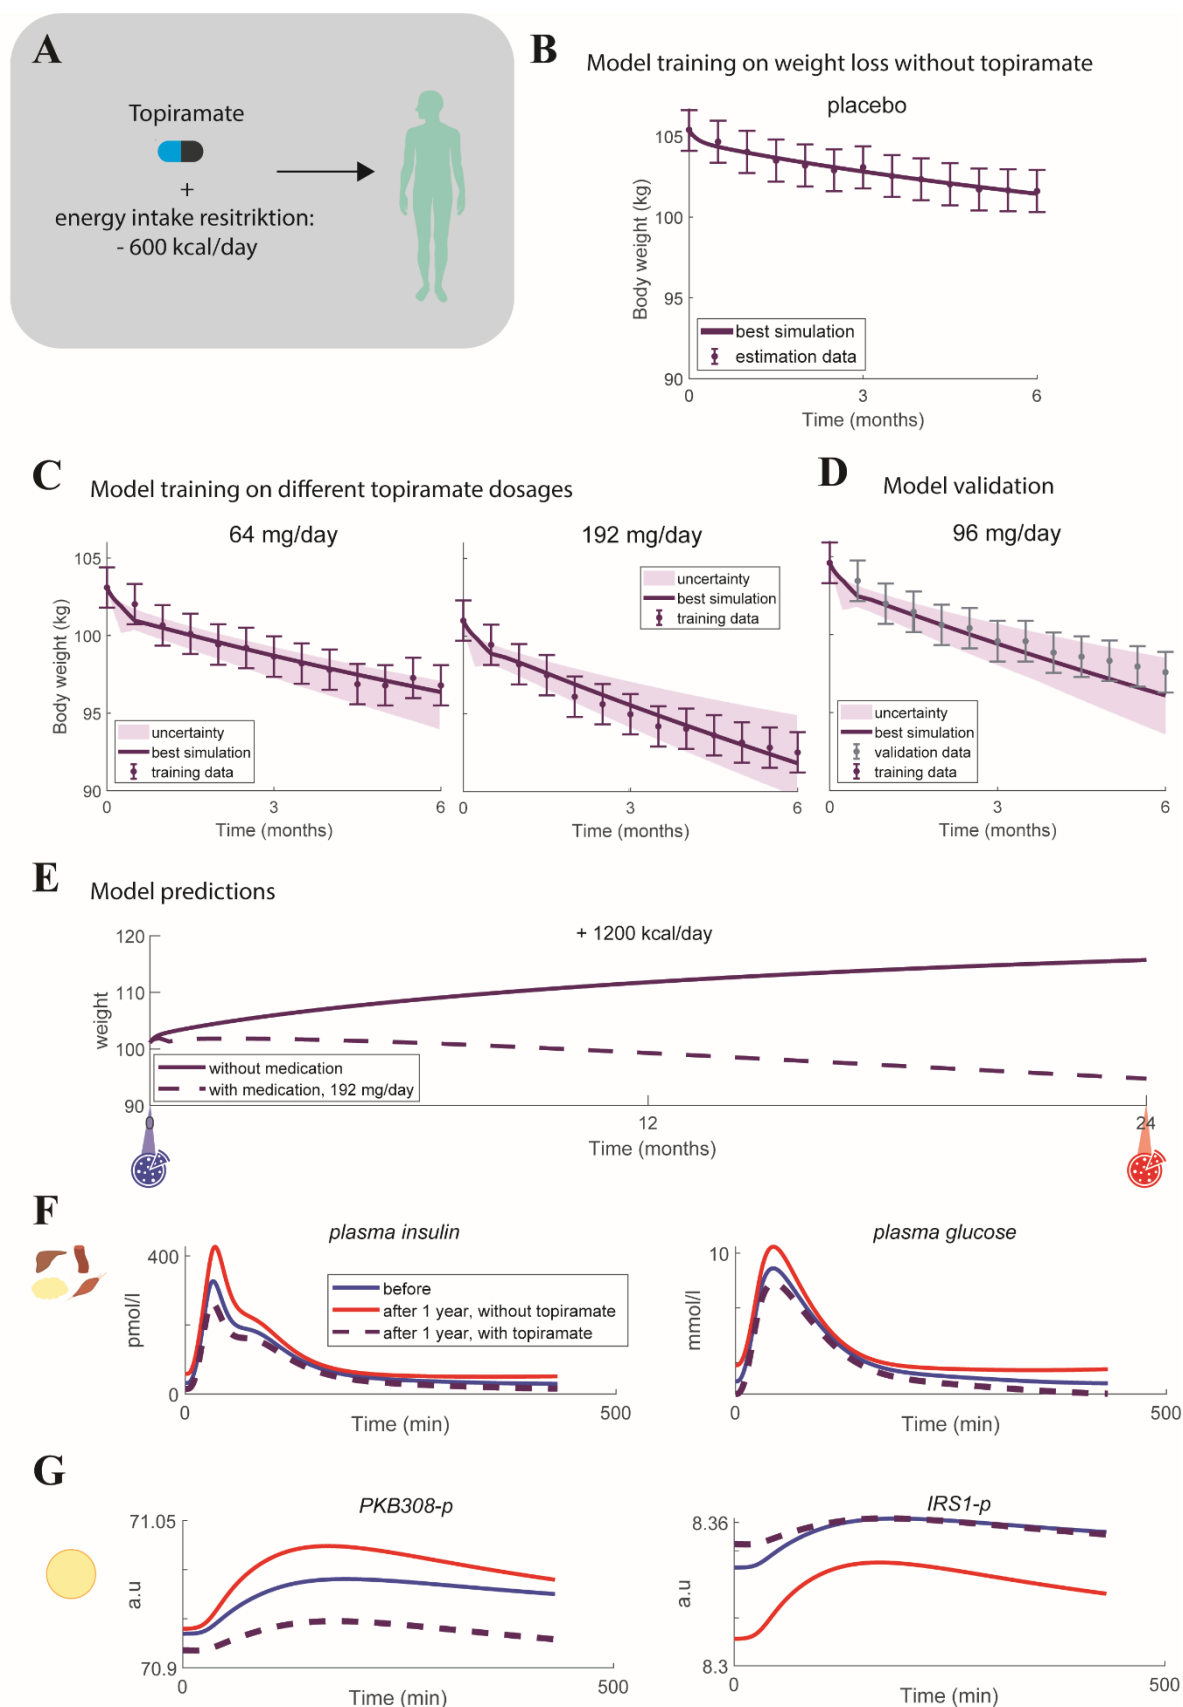 A
Topiramate
+
energy intake resitriktion:
- 600 kcal/day
B
Model training on weight loss without topiramate
placebo
105
100
95
90
Body weight (kg)
best simulation
estimation data
0
3
6
Time (months)
C
Model training on different topiramate dosages
64 mg/day
105
100
95
90
Body weight (kg)
uncertainty
best simulation
training data
0
3
6
Time (months)
192 mg/day
uncertainty
best simulation
training data
0
3
6
Time (months)
D
Model validation
96 mg/day
uncertainty
best simulation
validation data
training data
0
3
6
Time (months)
E
Model predictions
+ 1200 kcal/day
120
110
100
90
weight
without medication
with medication, 192 mg/day
0
12
24
Time (months)
F
plasma insulin
400
0
pmol/l
before
after 1 year, without topiramate
after 1 year, with topiramate
0
500
Time (min)
plasma glucose
10
mmol/l
0
500
Time (min)
G
PKB308-p
71.05
70.9
a.u
0
500
Time (min)
IRS1-p
8.36
8.3
a.u
0
500
Time (min)